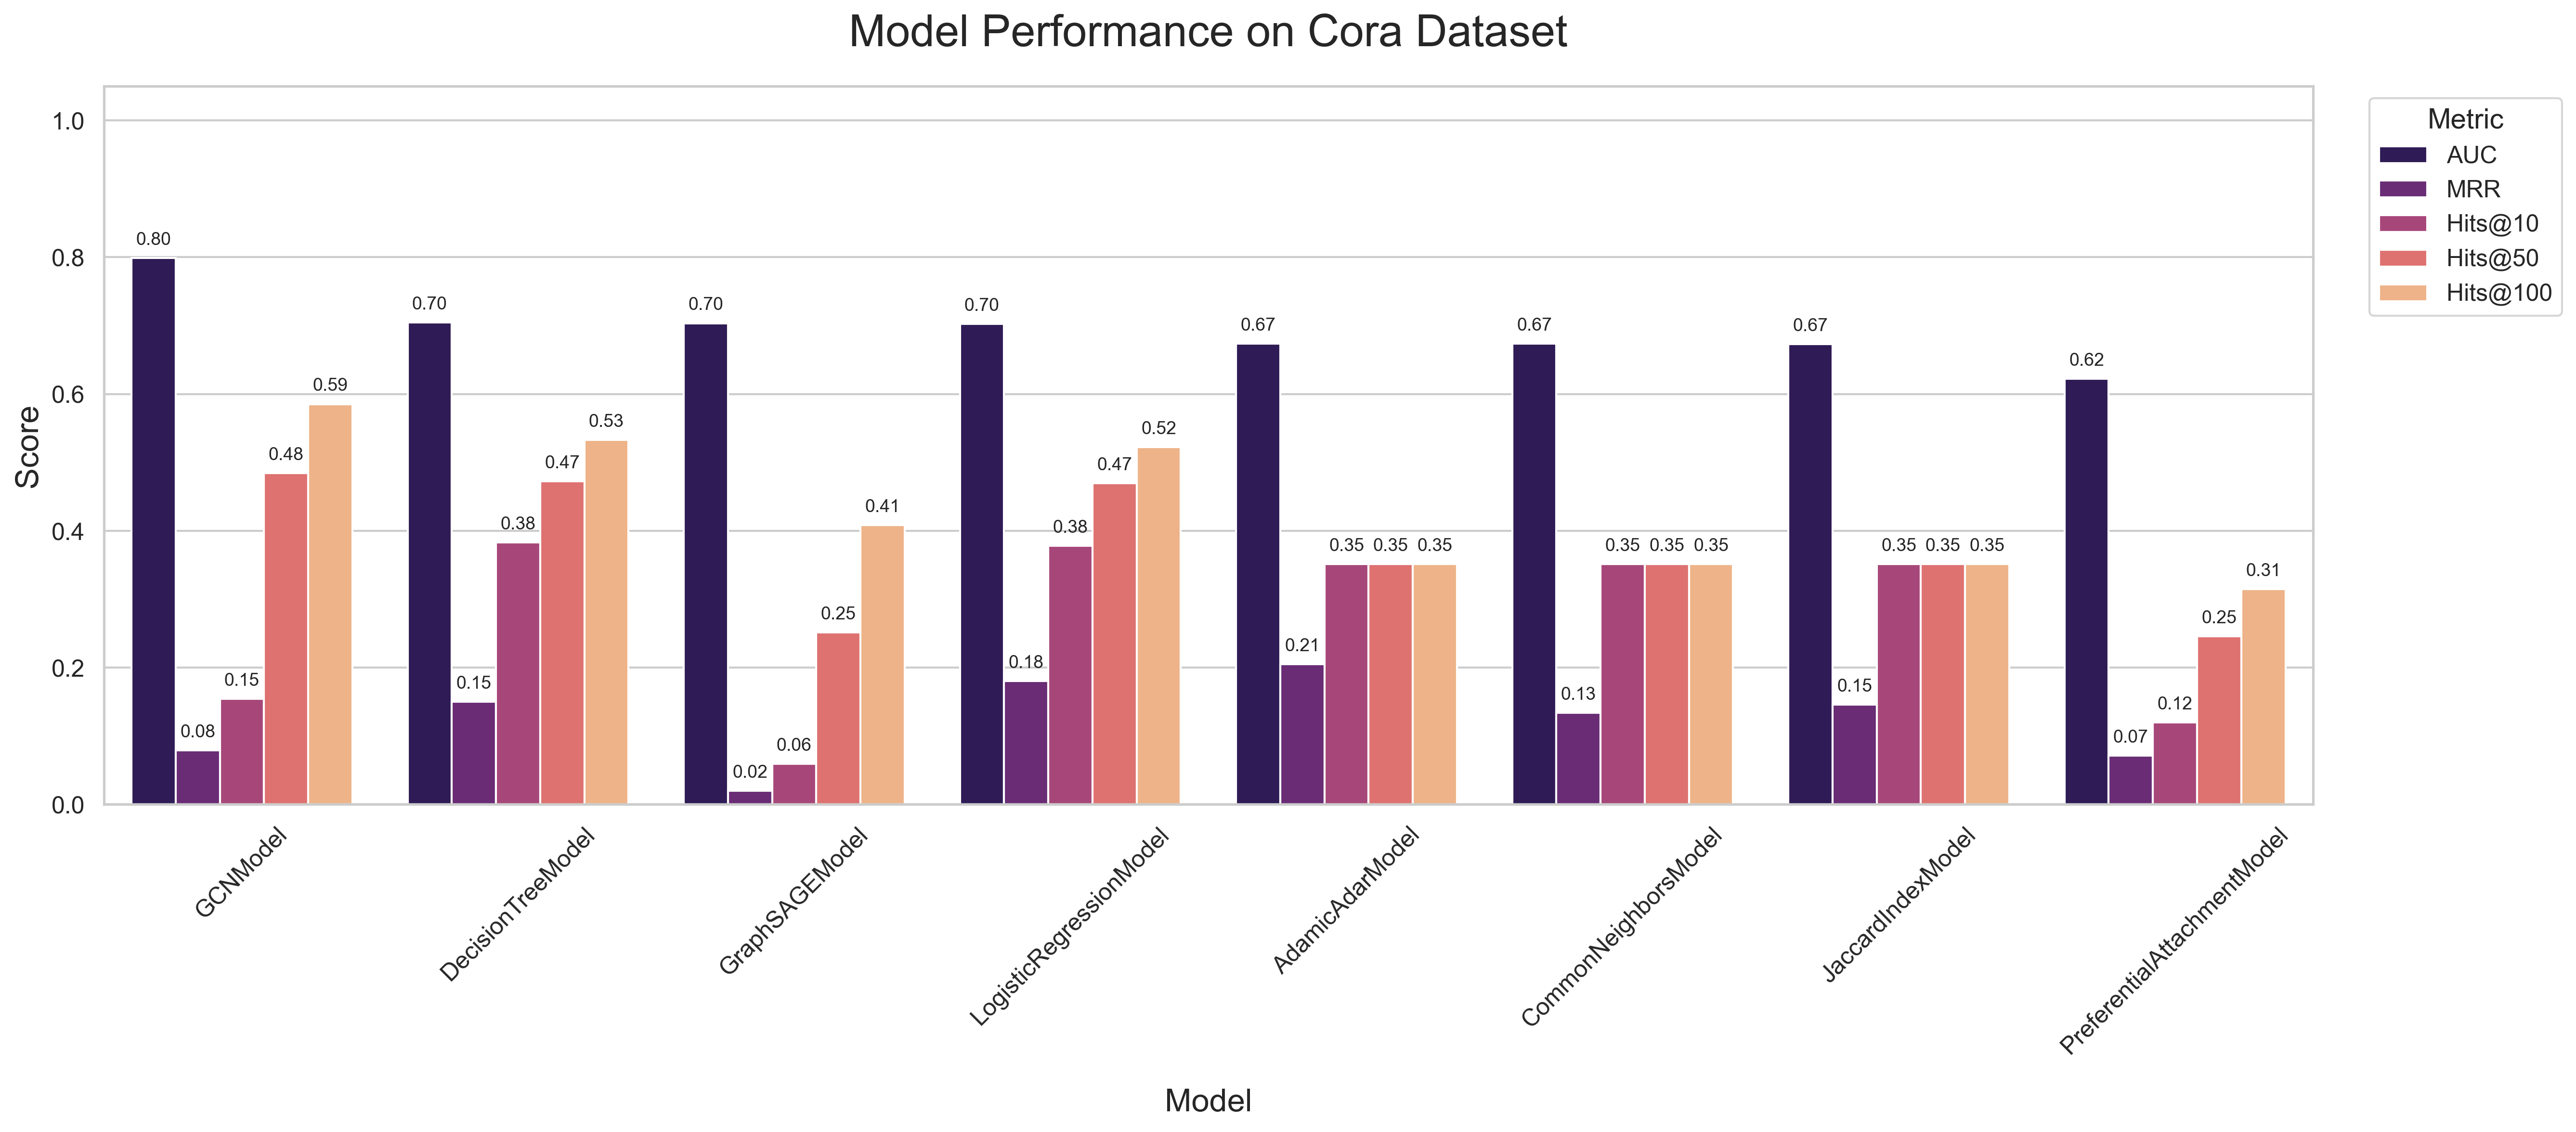 Model Performance on Cora Dataset
Score
1.0
0.8
0.6
0.4
0.2
0.0
0.80
0.08
0.15
0.48
0.59
0.70
0.15
0.38
0.47
0.53
0.70
0.02
0.06
0.25
0.41
0.70
0.18
0.38
0.47
0.52
0.67
0.21
0.35
0.35
0.35
0.67
0.13
0.35
0.35
0.35
0.67
0.15
0.35
0.35
0.35
0.62
0.07
0.12
0.25
0.31
GCNModel
DecisionTreeModel
GraphSAGEModel
LogisticRegressionModel
AdamicAdarModel
CommonNeighborsModel
JaccardIndexModel
PreferentialAttachmentModel
Model
Metric
AUC
MRR
Hits@10
Hits@50
Hits@100